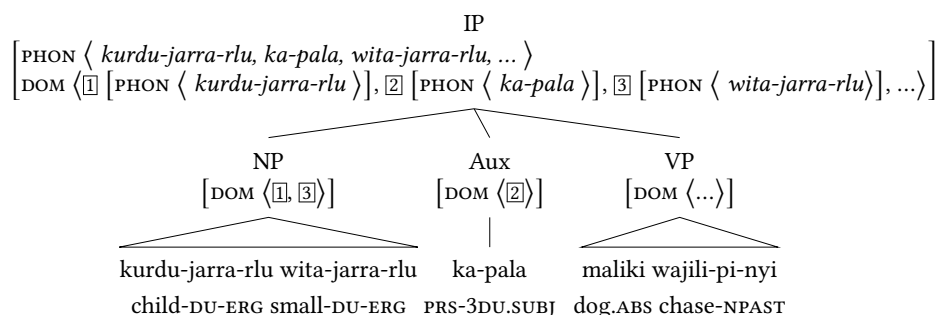 IP
PHON ⟨ kurdu-jarra-rlu, ka-pala, wita-jarra-rlu, … ⟩
DOM ⟨[1] [PHON ⟨ kurdu-jarra-rlu ⟩], [2] [PHON ⟨ ka-pala ⟩], [3] [PHON ⟨ wita-jarra-rlu⟩], …⟩
NP Aux VP
[DOM ⟨[1], [3]⟩] [DOM ⟨[2]⟩] [DOM ⟨…⟩]
kurdu-jarra-rlu wita-jarra-rlu ka-pala maliki wajili-pi-nyi
child-DU-ERG small-DU-ERG PRS-3DU.SUBJ dog.ABS chase-NPAST